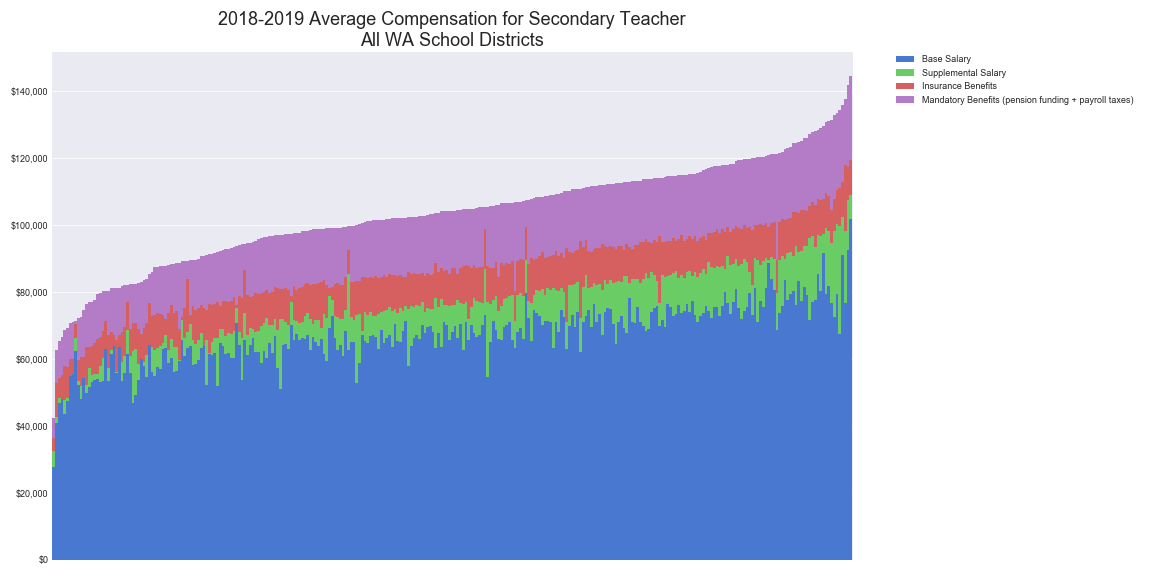 2018-2019 Average Compensation for Secondary Teacher
All WA School Districts
Base Salary
Supplemental Salary
Insurance Benefits
Mandatory Benefits (pension funding + payroll taxes)
$140,000
$120,000
$100,000
$80,000
$60,000
$40,000
$20,000
$0